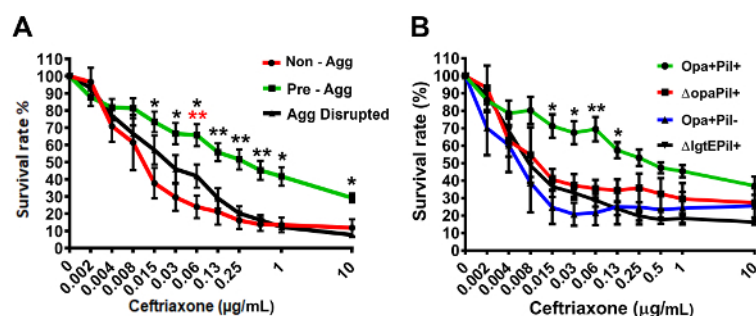 A
Survival rate %
110
100
90
80
70
60
50
40
30
20
10
0
Non - Agg
Pre - Agg
Agg Disrupted
* * * ** ** ** ** * *
0 0.002 0.004 0.008 0.015 0.03 0.06 0.13 0.25 1 10
Ceftriaxone (µg/mL)
B
Survival rate (%)
110
100
90
80
70
60
50
40
30
20
10
0
Opa+Pil+
ΔopaPil+
Opa+Pil-
ΔlgtEPil+
* * ** *
0 0.002 0.004 0.008 0.015 0.03 0.06 0.13 0.25 0.5 1 10
Ceftriaxone (µg/mL)